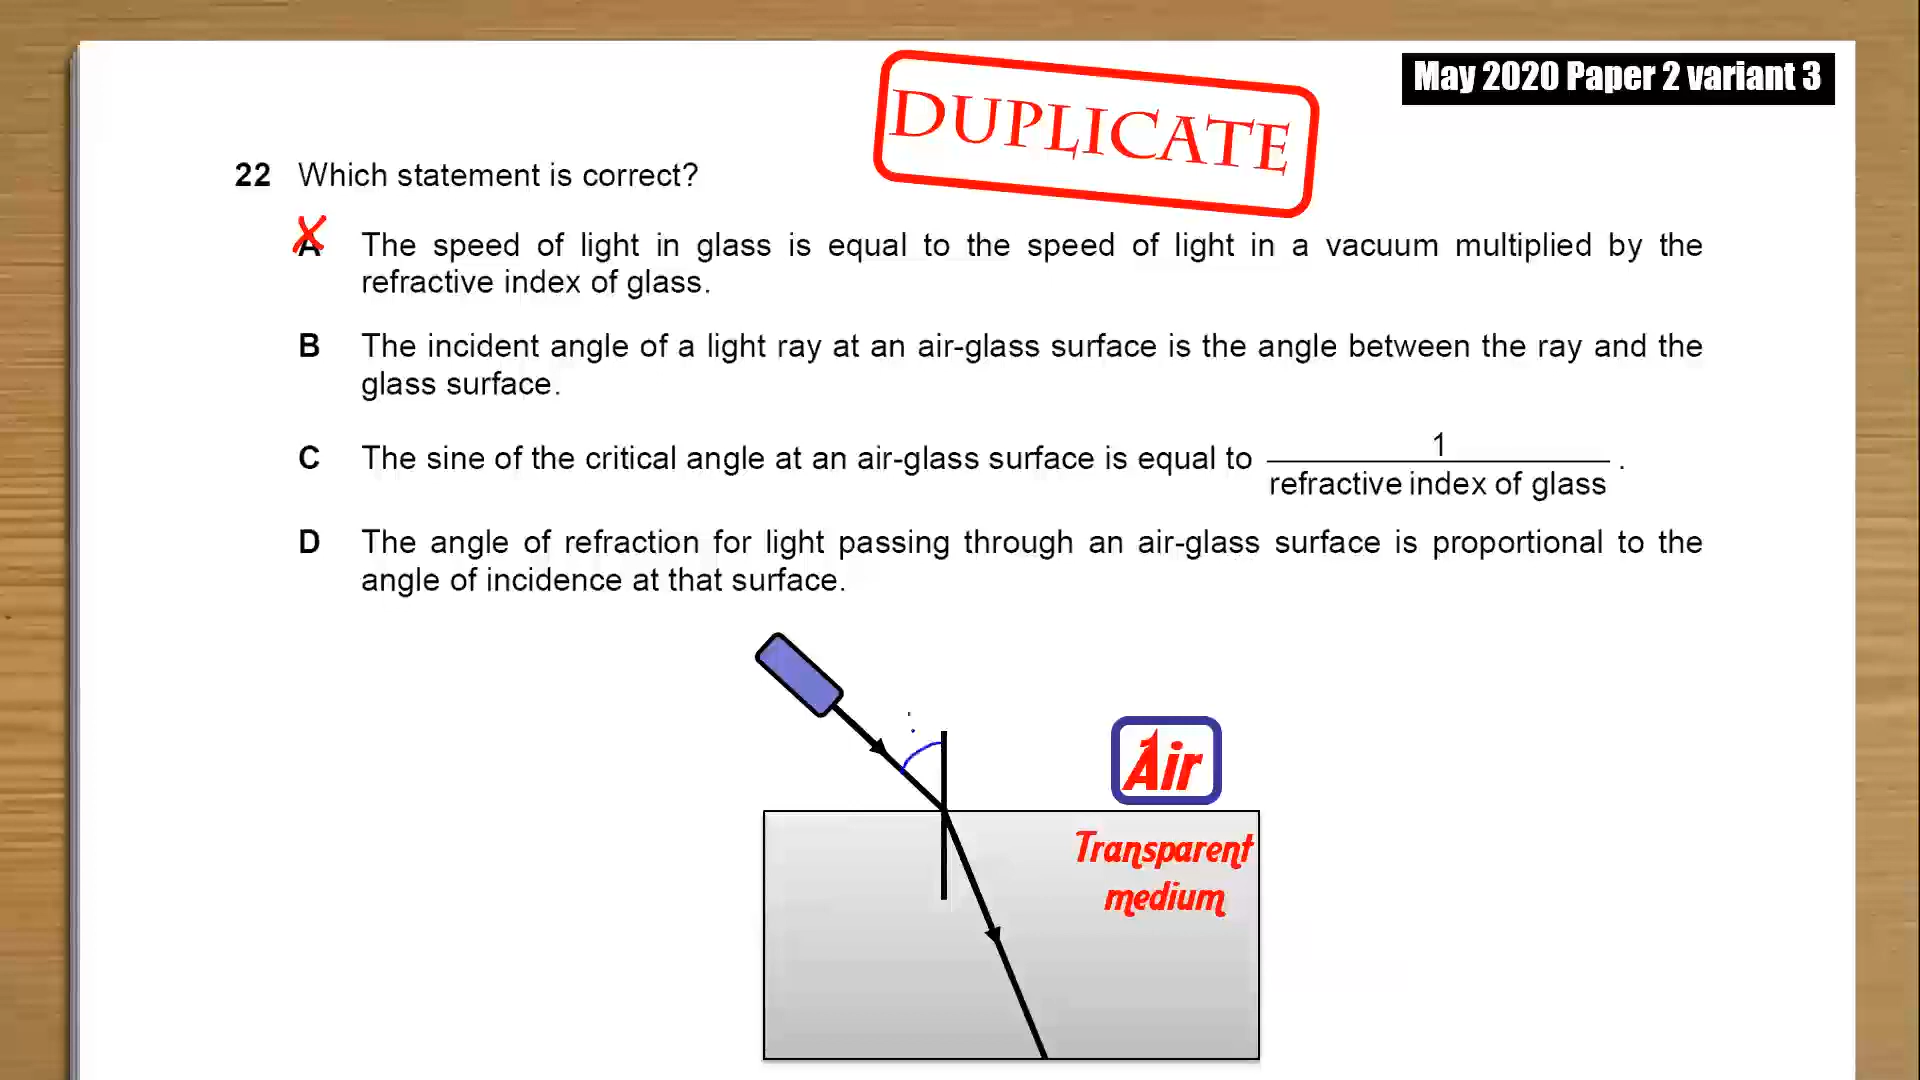 May 2020 Paper 2 variant 3
DUPLICATE
22 Which statement is correct?
A The speed of light in glass is equal to the speed of light in a vacuum multiplied by the
refractive index of glass.
B The incident angle of a light ray at an air-glass surface is the angle between the ray and the
glass surface.
C The sine of the critical angle at an air-glass surface is equal to 1 / refractive index of glass .
D The angle of refraction for light passing through an air-glass surface is proportional to the
angle of incidence at that surface.
Air
Transparent
medium